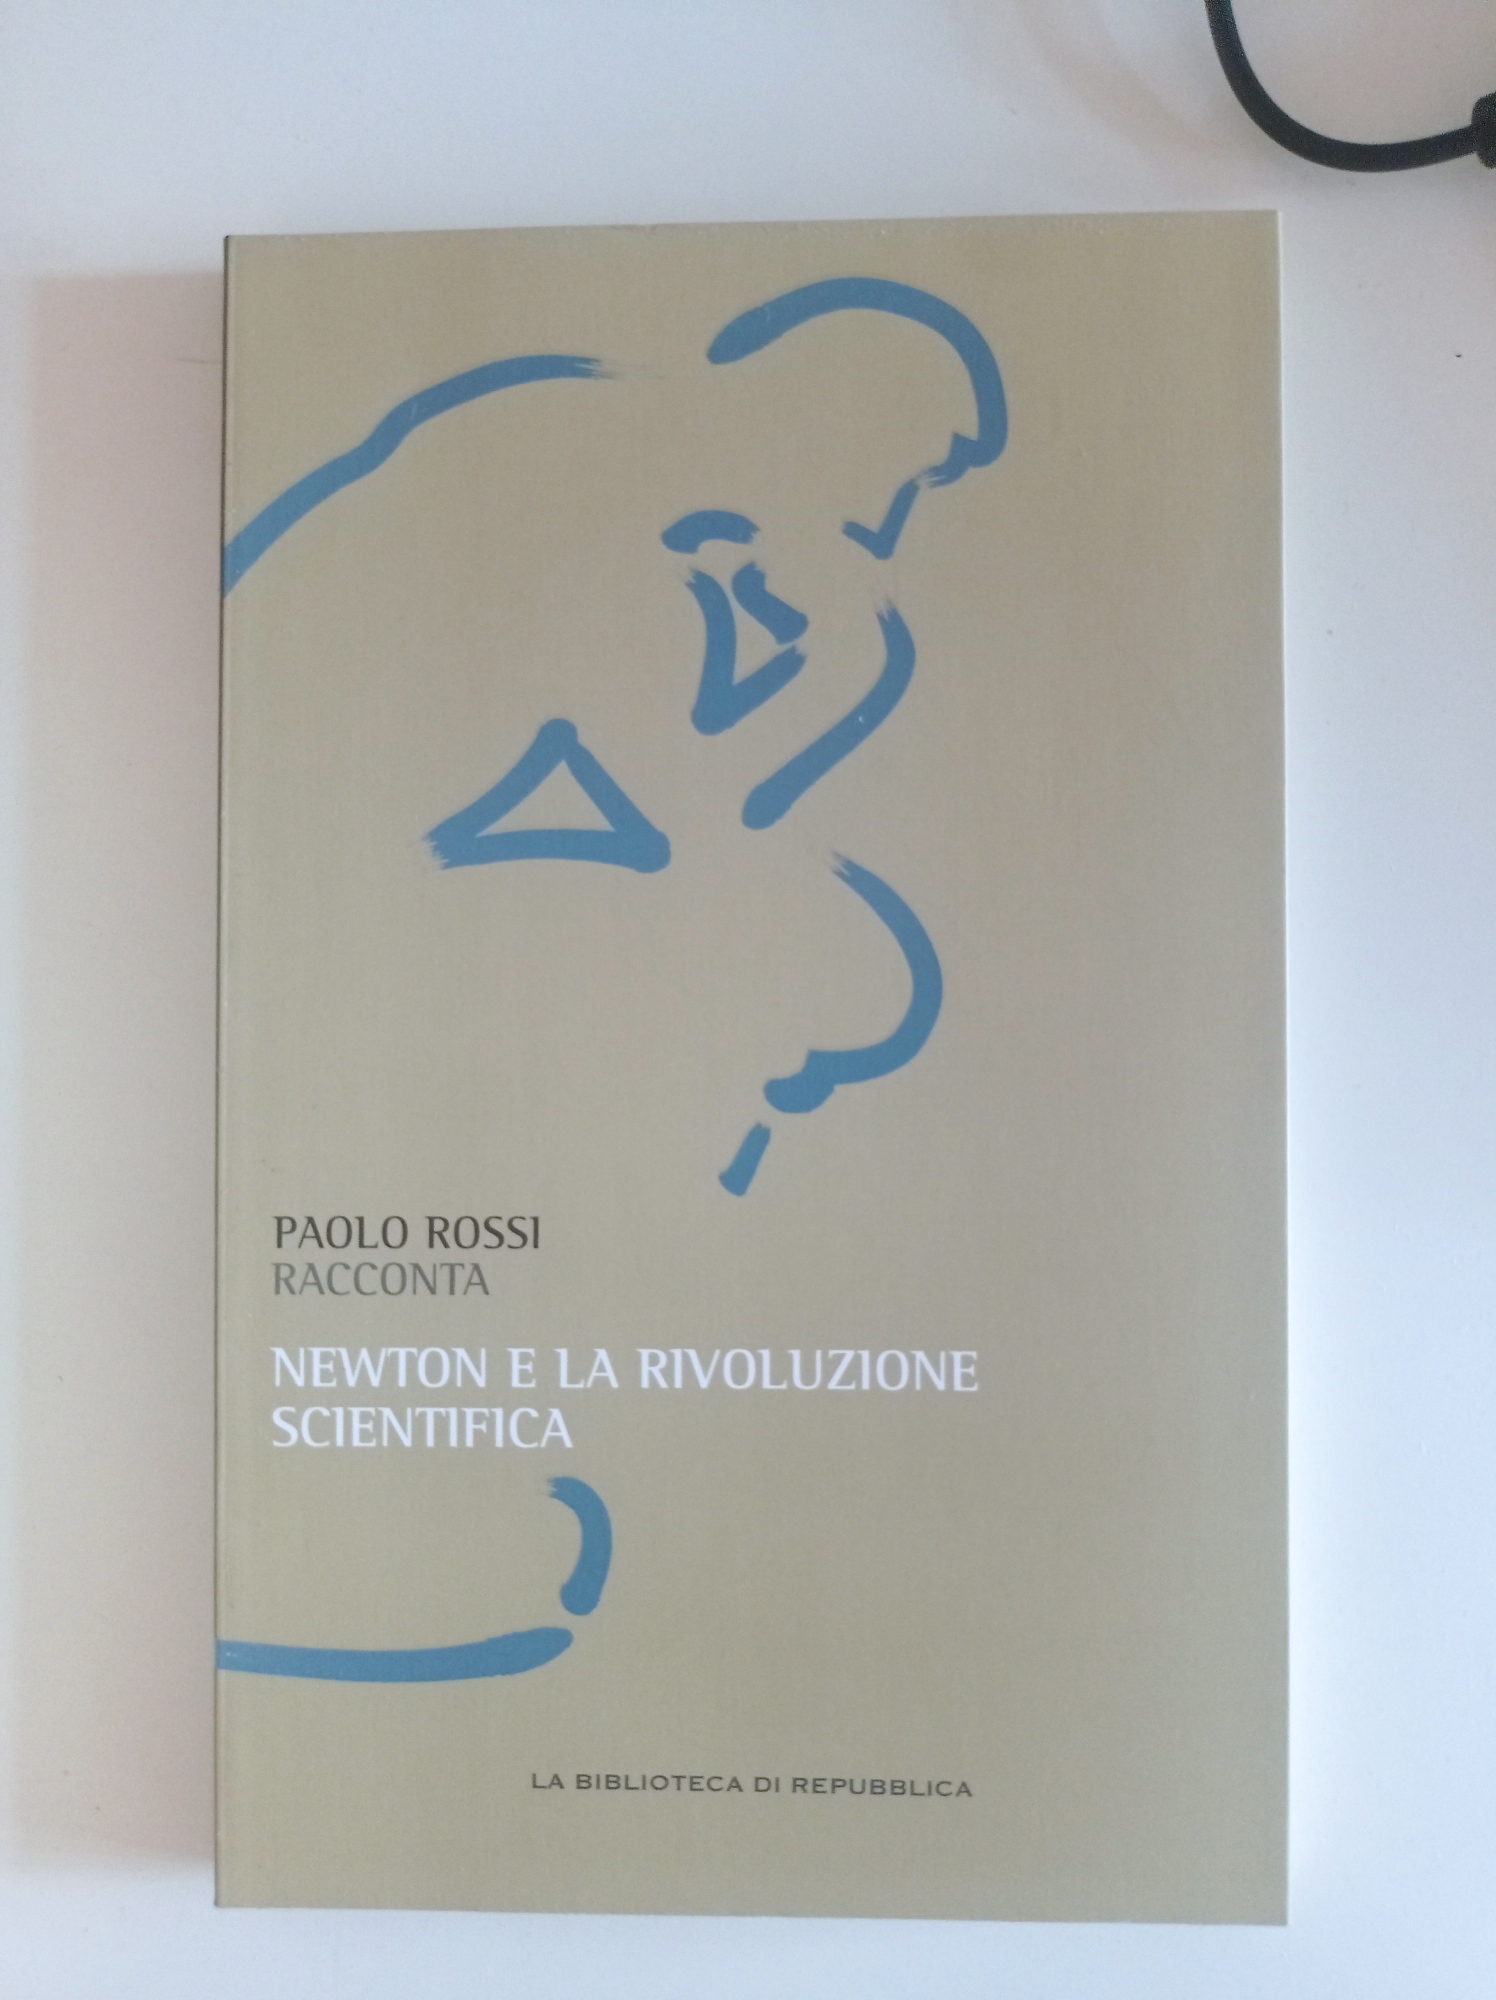 PAOLO ROSSI
RACCONTA
NEWTON E LA RIVOLUZIONE
SCIENTIFICA
LA BIBLIOTECA DI REPUBBLICA